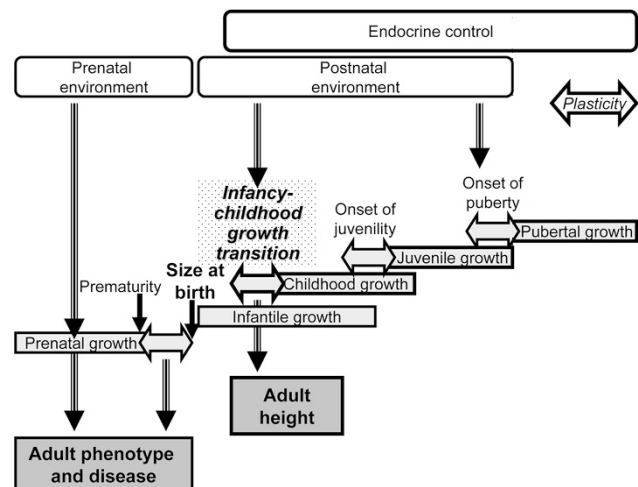 Endocrine control
Prenatal
environment
Postnatal
environment
Plasticity
Infancy-
childhood
growth
transition
Onset of
juvenility
Onset of
puberty
Pubertal growth
Juvenile growth
Childhood growth
Prematurity
Size at
birth
Infantile growth
Prenatal growth
Adult
height
Adult phenotype
and disease